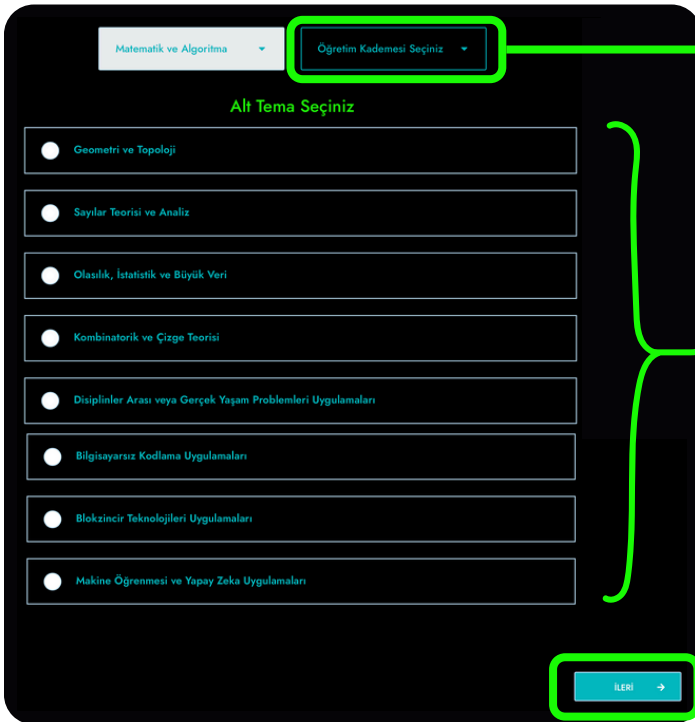 Matematik ve Algoritma
Öğretim Kademesi Seçiniz
Alt Tema Seçiniz
Geometri ve Topoloji
Sayılar Teorisi ve Analiz
Olasılık, İstatistik ve Büyük Veri
Kombinatorik ve Çizge Teorisi
Disiplinler Arası veya Gerçek Yaşam Problemleri Uygulamaları
Bilgisayarsız Kodlama Uygulamaları
Blokzincir Teknolojileri Uygulamaları
Makine Öğrenmesi ve Yapay Zeka Uygulamaları
İLERİ